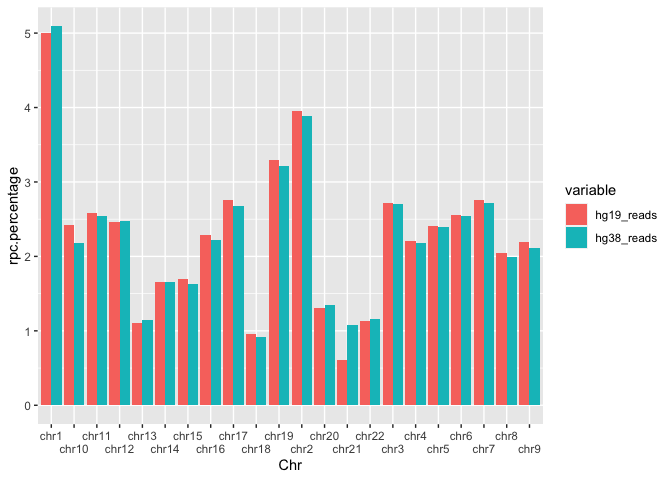 rpc.percentage
5
4
3
2
1
0
chr1 chr11 chr13 chr15 chr17 chr19 chr20 chr22 chr4 chr6 chr8
chr10 chr12 chr14 chr16 chr18 chr2 chr21 chr3 chr5 chr7 chr9
Chr
variable
hg19_reads
hg38_reads